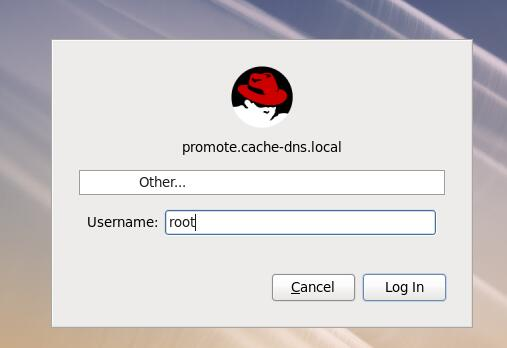 promote.cache-dns.local
Other...
Username: root
Cancel Log In